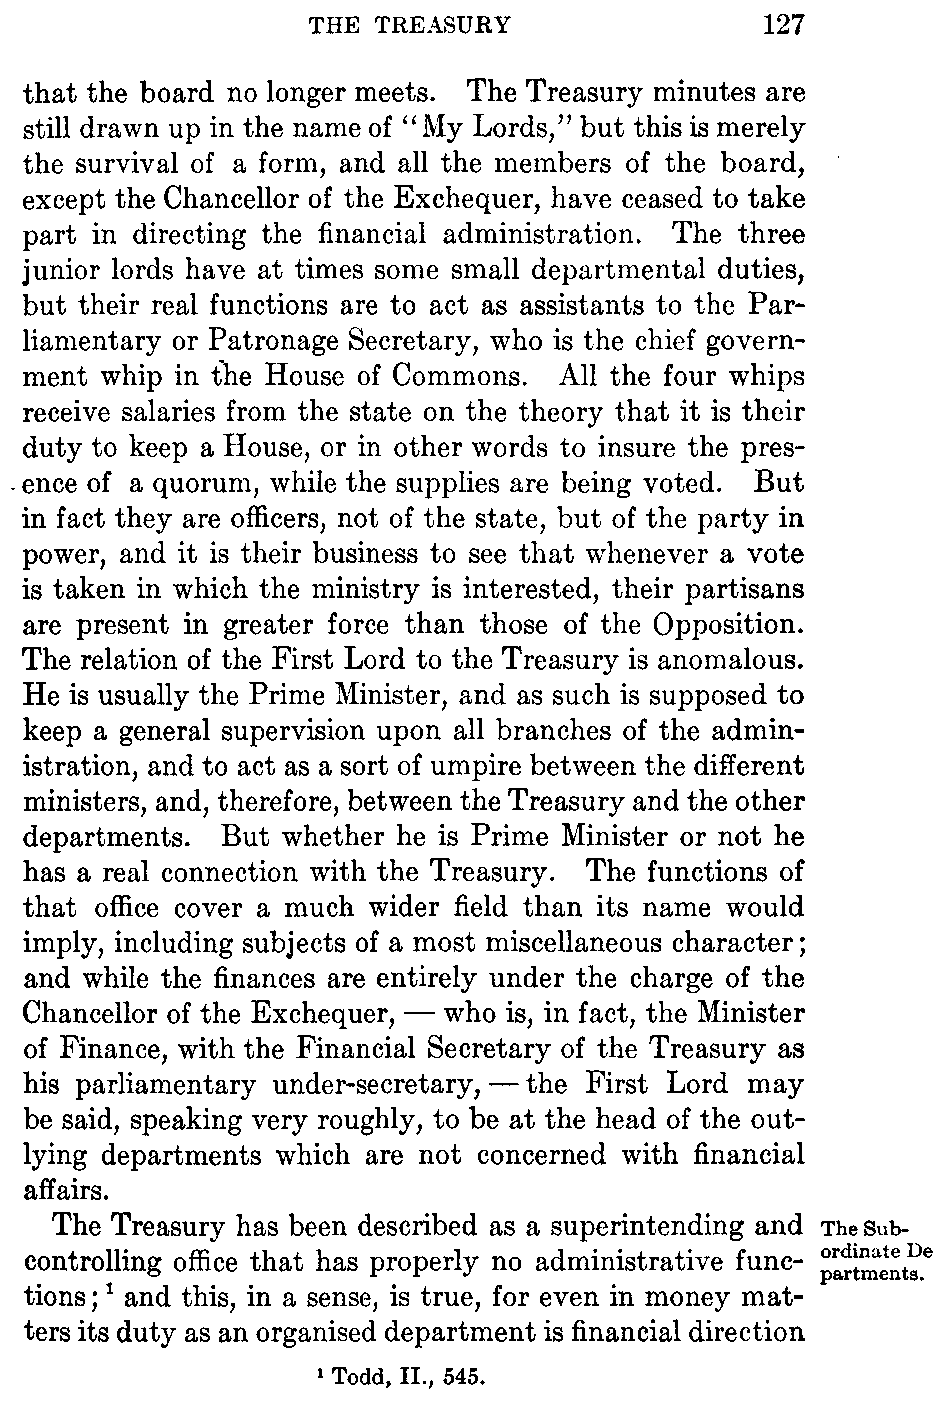 THE TREASURY 127
that the board no longer meets. The Treasury minutes are
still drawn up in the name of “My Lords,” but this is merely
the survival of a form, and all the members of the board,
except the Chancellor of the Exchequer, have ceased to take
part in directing the financial administration. The three
junior lords have at times some small departmental duties,
but their real functions are to act as assistants to the Par-
liamentary or Patronage Secretary, who is the chief govern-
ment whip in the House of Commons. All the four whips
receive salaries from the state on the theory that it is their
duty to keep a House, or in other words to insure the pres-
ence of a quorum, while the supplies are being voted. But
in fact they are officers, not of the state, but of the party in
power, and it is their business to see that whenever a vote
is taken in which the ministry is interested, their partisans
are present in greater force than those of the Opposition.
The relation of the First Lord to the Treasury is anomalous.
He is usually the Prime Minister, and as such is supposed to
keep a general supervision upon all branches of the admin-
istration, and to act as a sort of umpire between the different
ministers, and, therefore, between the Treasury and the other
departments. But whether he is Prime Minister or not he
has a real connection with the Treasury. The functions of
that office cover a much wider field than its name would
imply, including subjects of a most miscellaneous character;
and while the finances are entirely under the charge of the
Chancellor of the Exchequer, — who is, in fact, the Minister
of Finance, with the Financial Secretary of the Treasury as
his parliamentary under-secretary, — the First Lord may
be said, speaking very roughly, to be at the head of the out-
lying departments which are not concerned with financial
affairs.
The Treasury has been described as a superintending and
controlling office that has properly no administrative func-
tions; ¹ and this, in a sense, is true, for even in money mat-
ters its duty as an organised department is financial direction
The Sub-
ordinate De
partments.
¹ Todd, II., 545.